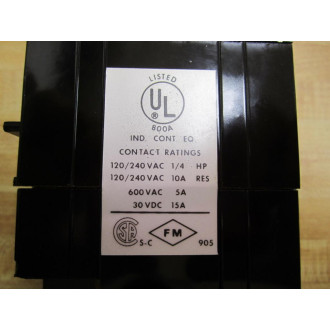 LISTED
UL
®
800A
IND. CONT. EQ
CONTACT RATINGS
120/240 VAC 1/4 HP
120/240 VAC 10A RES
600 VAC 5A
30 VDC 15A
S-C
FM
905